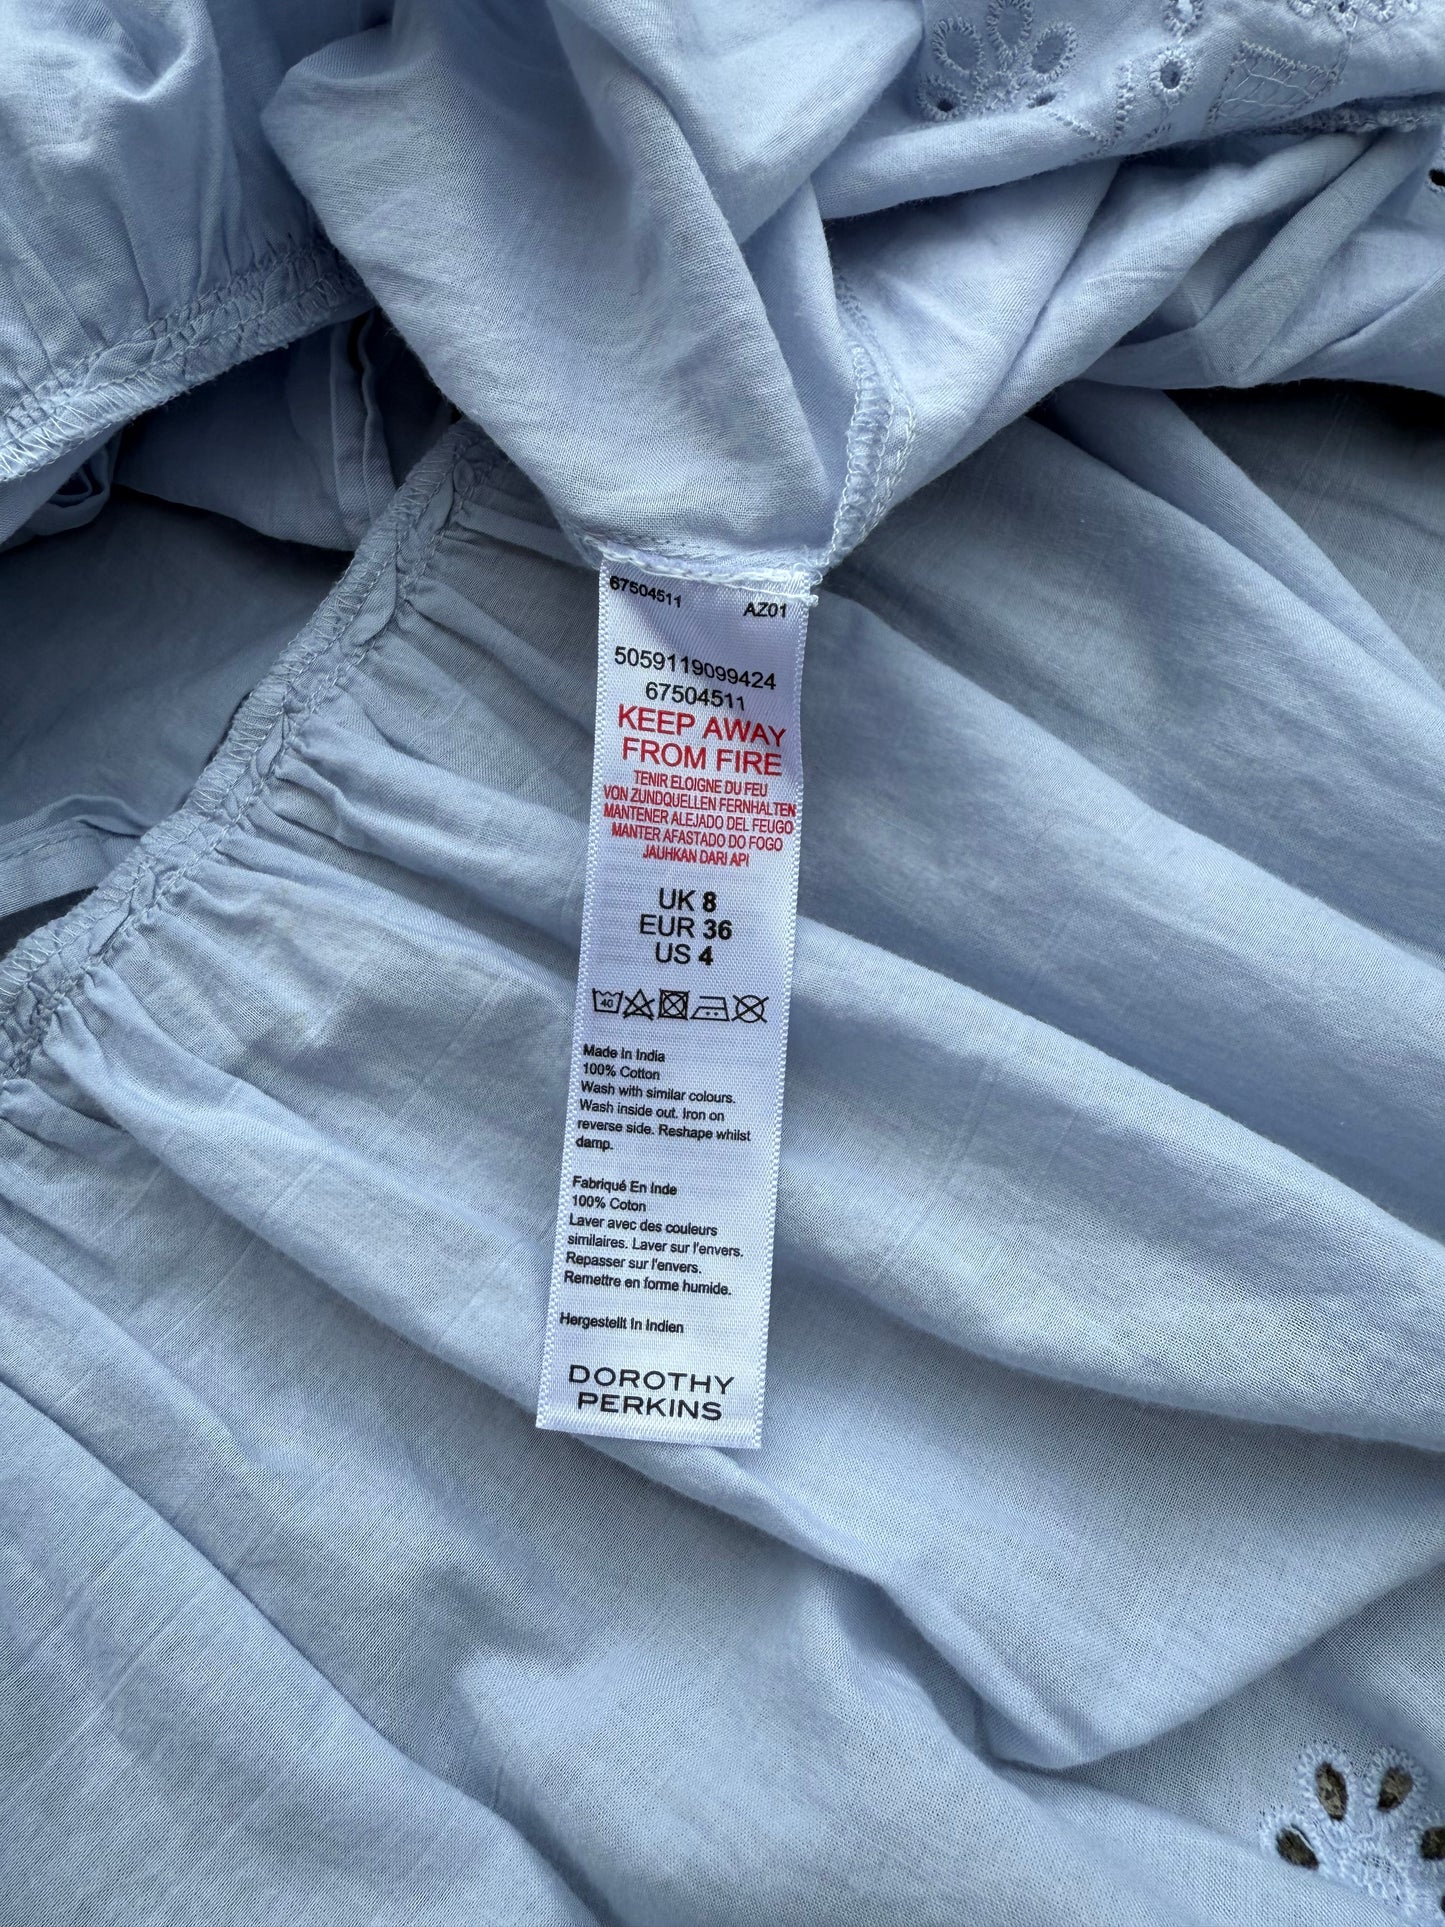 67504511 AZ01
5059119099424
67504511
KEEP AWAY
FROM FIRE
TENIR ELOIGNE DU FEU
VON ZUNDQUELLEN FERNHALTEN
MANTENER ALEJADO DEL FEUGO
MANTER AFASTADO DO FOGO
JAUHKAN DARI API
UK 8
EUR 36
US 4
40
Made In India
100% Cotton
Wash with similar colours.
Wash inside out. Iron on
reverse side. Reshape whilst
damp.
Fabriqué En Inde
100% Coton
Laver avec des couleurs
similaires. Laver sur l'envers.
Repasser sur l'envers.
Remettre en forme humide.
Hergestellt In Indien
DOROTHY
PERKINS